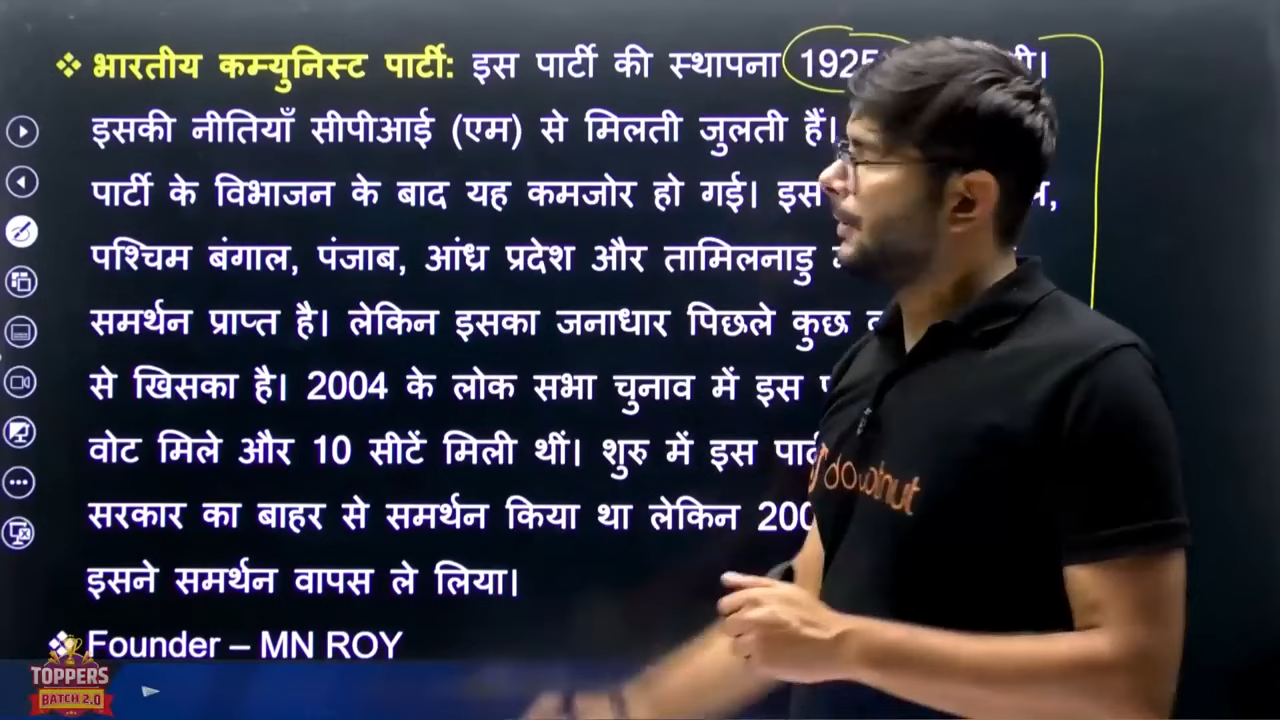 ❖ भारतीय कम्युनिस्ट पार्टी: इस पार्टी की स्थापना 1925
इसकी नीतियाँ सीपीआई (एम) से मिलती जुलती हैं।
पार्टी के विभाजन के बाद यह कमजोर हो गई।
पश्चिम बंगाल, पंजाब, आंध्र प्रदेश और तामिलनाडु
समर्थन प्राप्त है। लेकिन इसका जनाधार पिछले कुछ
से खिसका है। 2004 के लोक सभा चुनाव में इस
वोट मिले और 10 सीटें मिली थीं। शुरु में इस
सरकार का बाहर से समर्थन किया था लेकिन
इसने समर्थन वापस ले लिया।
❖ Founder – MN ROY
TOPPERS
BATCH 2.0
doubtnut